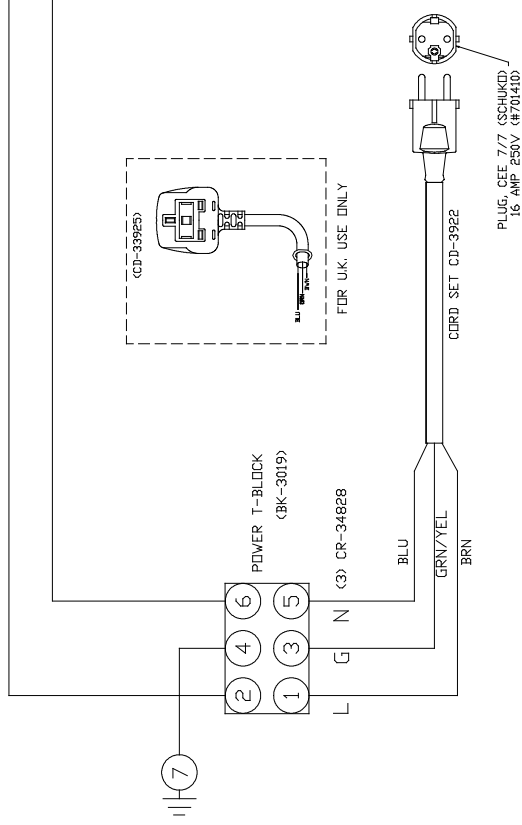 (CD-33925)
BLU
GRN
BWN
FOR U.K. USE ONLY
PLUG, CEE 7/7 (SCHUKO)
16 AMP 250V (#701410)
CORD SET CD-3922
POWER T-BLOCK
(BK-3019)
(3) CR-34828
BLU
GRN/YEL
BRN
6
5
N
4
3
G
2
1
L
7